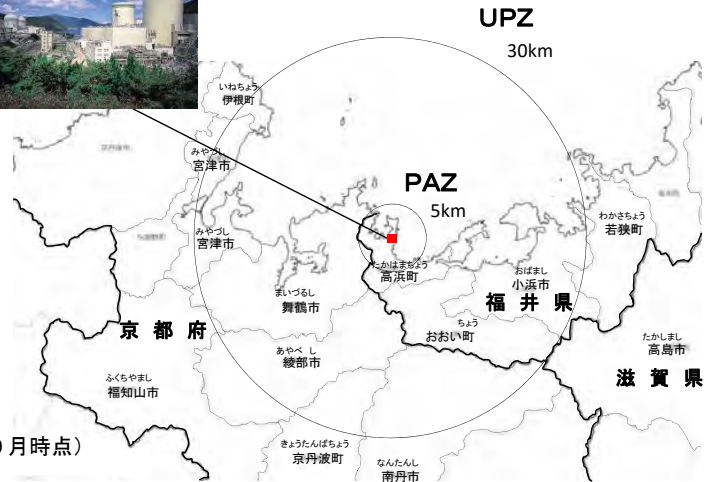 UPZ
30km
いねちょう
伊根町
京丹後市
みやづし
宮津市
PAZ
5km
わかさちょう
若狭町
みやづし
宮津市
たかはまちょう
高浜町
おばまし
小浜市
まいづるし
舞鶴市
福井県
ちょう
おおい町
京都府
たかしまし
高島市
あやべ し
綾部市
滋賀県
ふくちやまし
福知山市
きょうたんばちょう
京丹波町
なんたんし
南丹市
月時点）